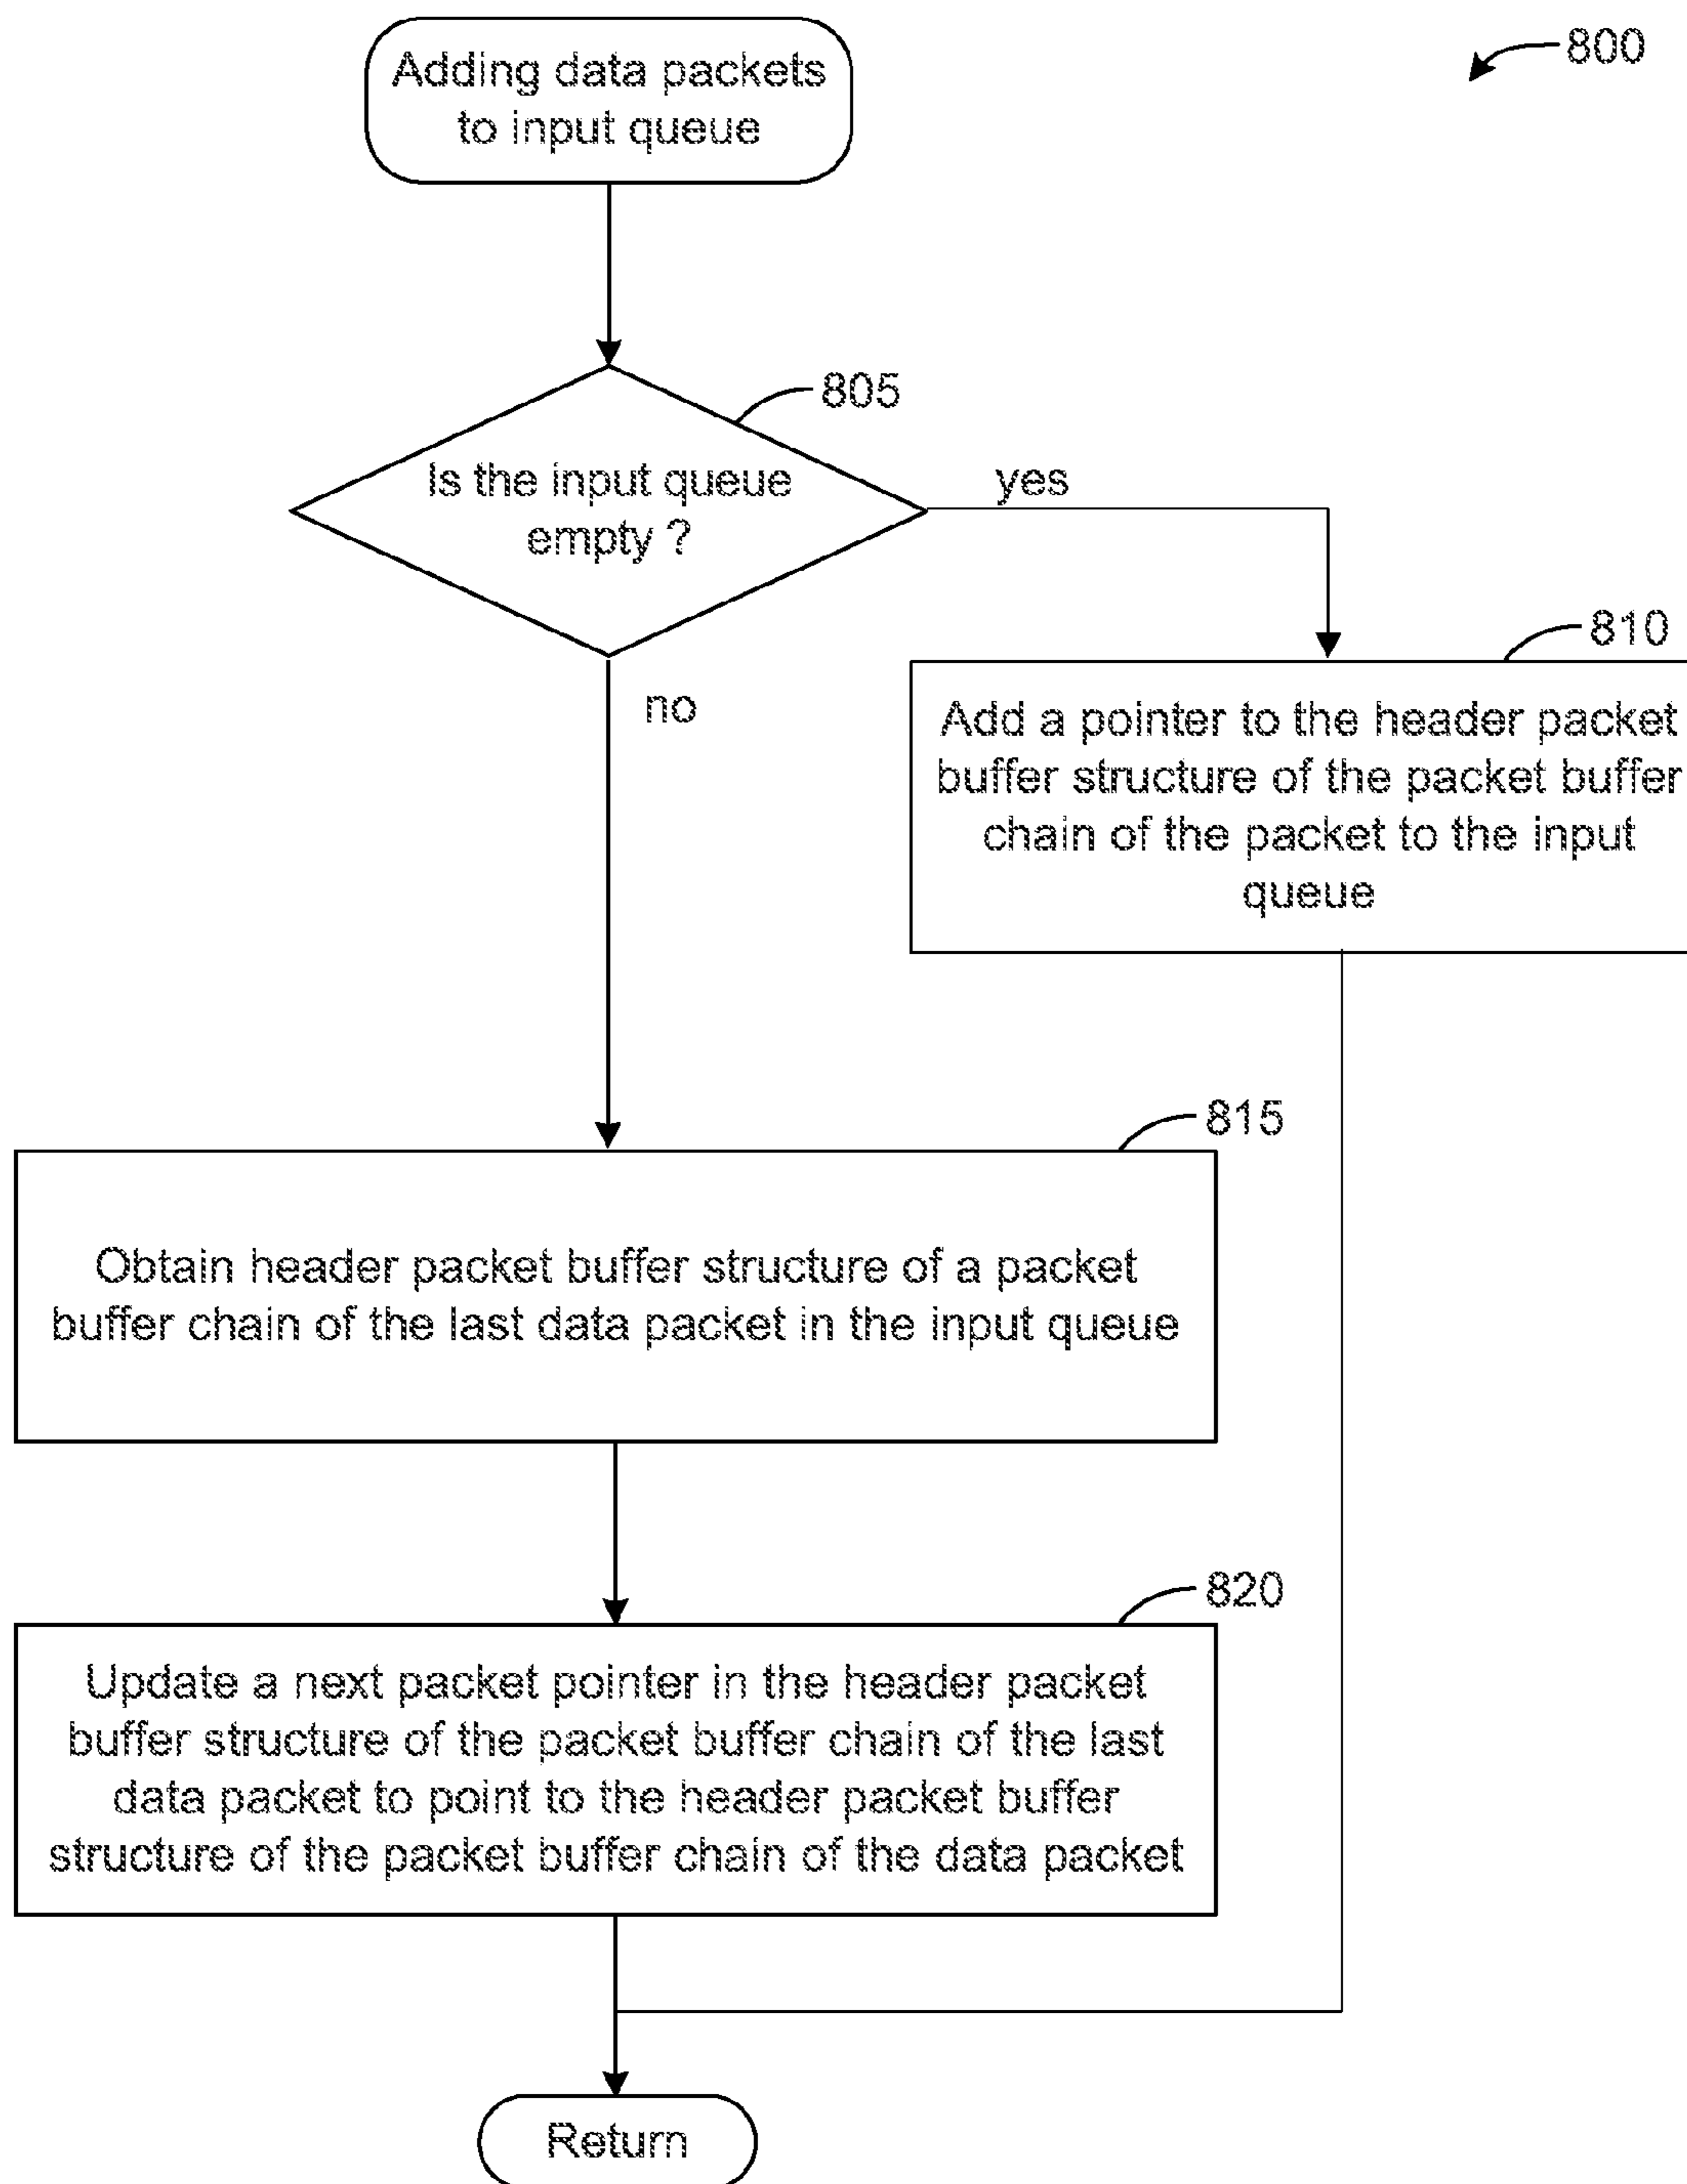 Adding data packets
to input queue
800
805
Is the input queue
empty ?
yes
no
810
Add a pointer to the header packet
buffer structure of the packet buffer
chain of the packet to the input
queue
815
Obtain header packet buffer structure of a packet
buffer chain of the last data packet in the input queue
820
Update a next packet pointer in the header packet
buffer structure of the packet buffer chain of the last
data packet to point to the header packet buffer
structure of the packet buffer chain of the data packet
Return